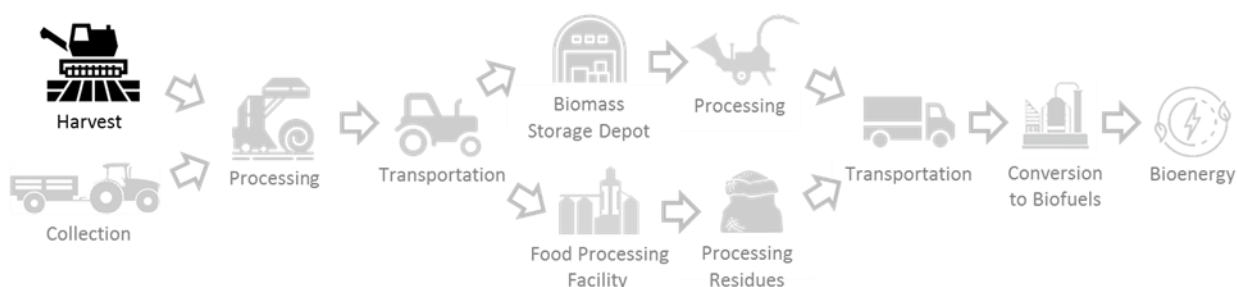 Harvest
Collection
Processing
Transportation
Biomass
Storage Depot
Processing
Food Processing
Facility
Processing
Residues
Transportation
Conversion
to Biofuels
Bioenergy